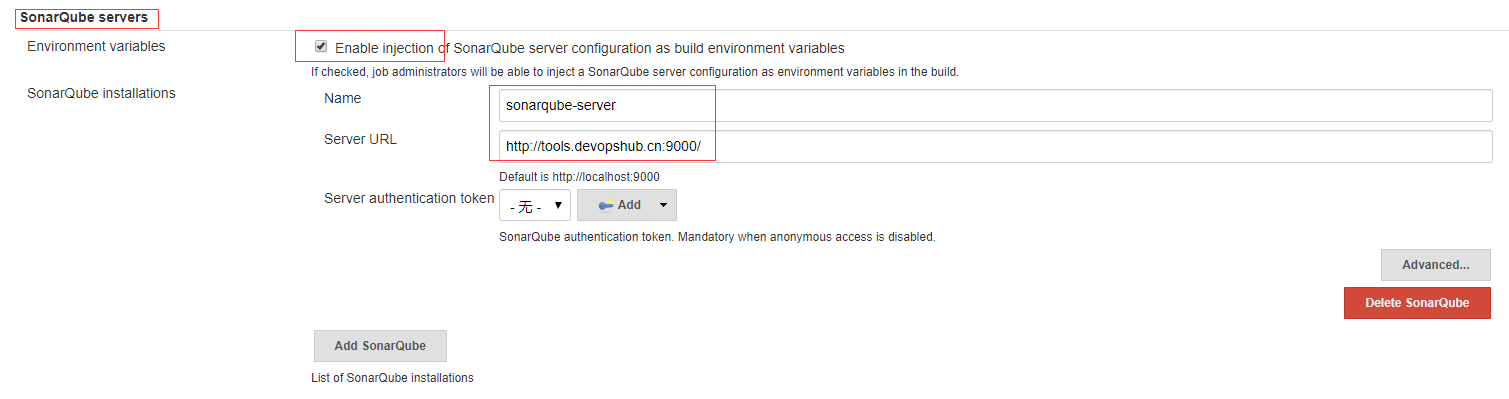 SonarQube servers
Environment variables
Enable injection of SonarQube server configuration as build environment variables
If checked, job administrators will be able to inject a SonarQube server configuration as environment variables in the build.
SonarQube installations
Name
sonarqube-server
Server URL
http://tools.devopshub.cn:9000/
Default is http://localhost:9000
Server authentication token
- 无 -
Add
SonarQube authentication token. Mandatory when anonymous access is disabled.
Advanced...
Delete SonarQube
Add SonarQube
List of SonarQube installations